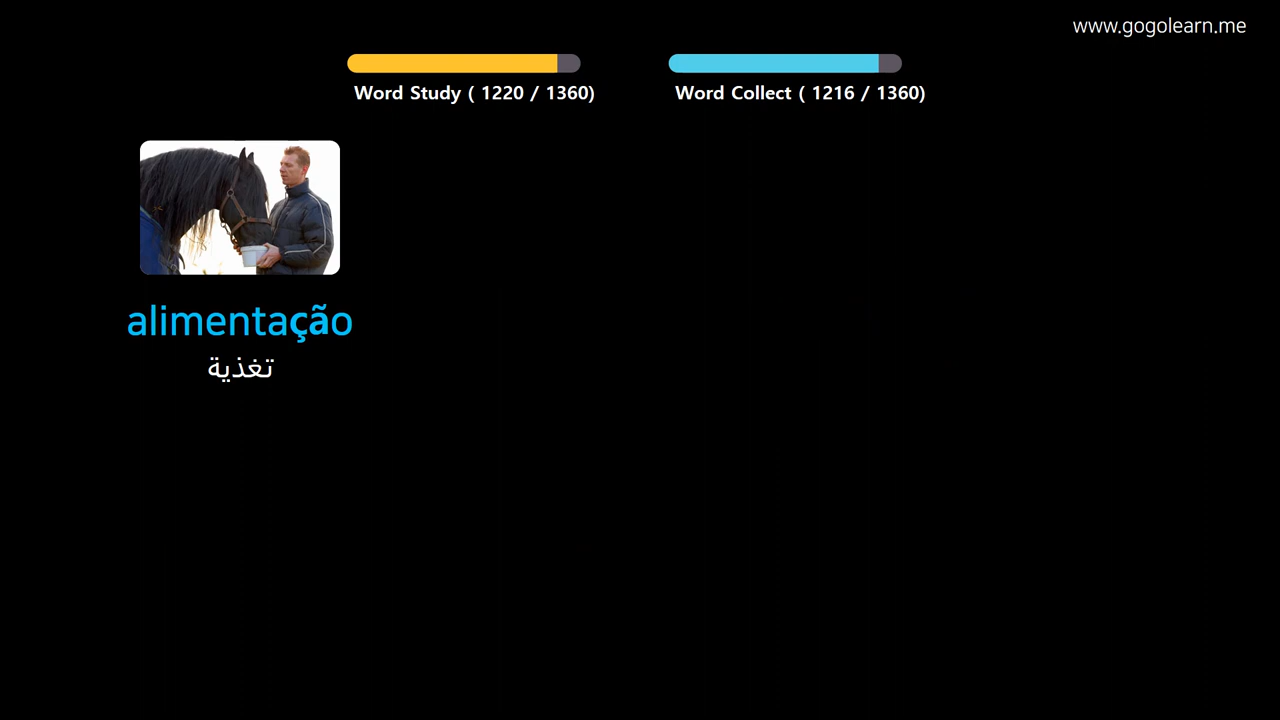 www.gogolearn.me
Word Study ( 1220 / 1360)
Word Collect ( 1216 / 1360)
alimentação
تغذية